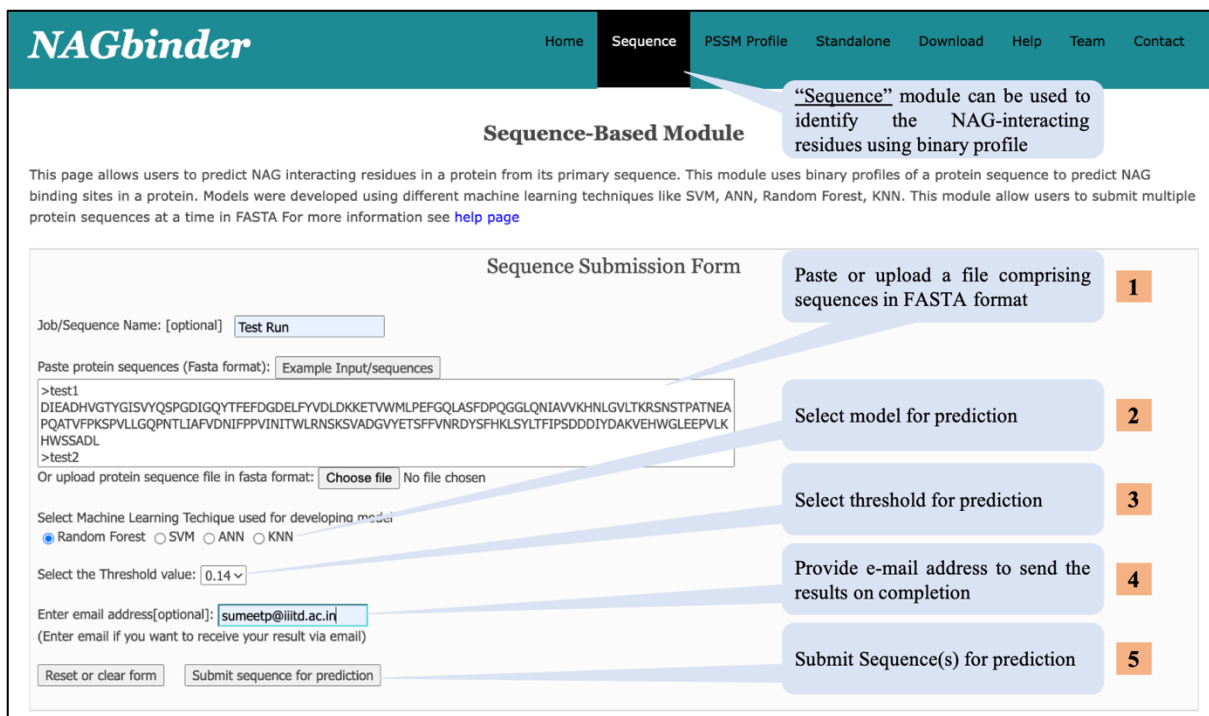 NAGbinder
Home Sequence PSSM Profile Standalone Download Help Team Contact
“Sequence” module can be used to
identify the NAG-interacting
residues using binary profile
Sequence-Based Module
This page allows users to predict NAG interacting residues in a protein from its primary sequence. This module uses binary profiles of a protein sequence to predict NAG
binding sites in a protein. Models were developed using different machine learning techniques like SVM, ANN, Random Forest, KNN. This module allow users to submit multiple
protein sequences at a time in FASTA For more information see help page
Sequence Submission Form
Paste or upload a file comprising
sequences in FASTA format
1
Job/Sequence Name: [optional] Test Run
Paste protein sequences (Fasta format): Example Input/sequences
>test1
DIEADHVGTYGISVYQSPGDIGQYTFEFDGDELFYVDLDKKETVWMLPEFGQLASFDPQGGLQNIAVVKHNLGVLTKRSNSTPATNEA
PQATVFPKSPVLLGQPNTLIAFVDNIFPPVINITWLRNSKSVADGVYETSFFVNRDYSFHKLSYLTFIPSDDDIYDAKVEHWGLEEPVLK
HWSSADL
>test2
Select model for prediction
2
Or upload protein sequence file in fasta format: Choose file No file chosen
Select threshold for prediction
3
Select Machine Learning Techique used for developing model
Random Forest SVM ANN KNN
Select the Threshold value: 0.14
Provide e-mail address to send the
results on completion
4
Enter email address[optional]: sumeetp@iiitd.ac.in
(Enter email if you want to receive your result via email)
Submit Sequence(s) for prediction
5
Reset or clear form Submit sequence for prediction